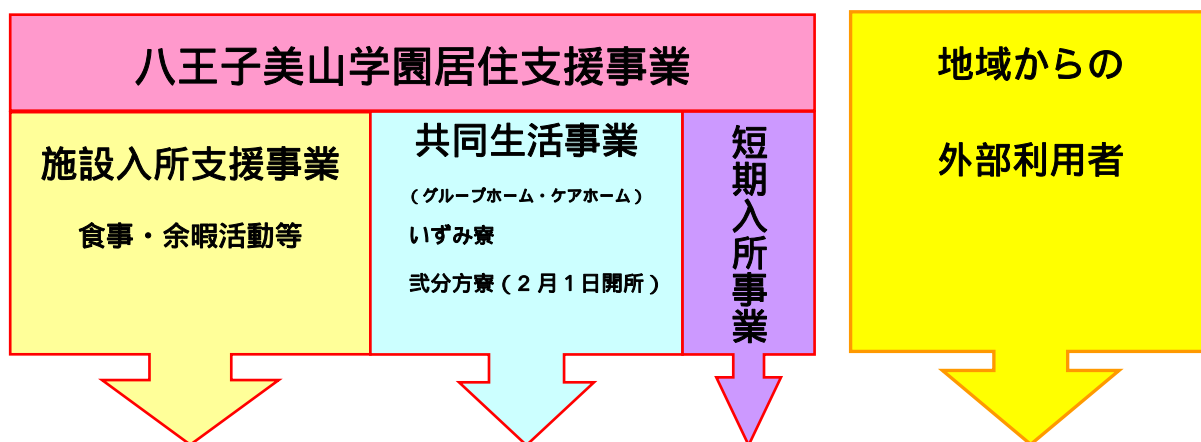 八王子美山学園居住支援事業
施設入所支援事業
食事・余暇活動等
共同生活事業
（グループホーム・ケアホーム）
いずみ寮
弐分方寮（２月１日開所）
短期入所事業
地域からの
外部利用者